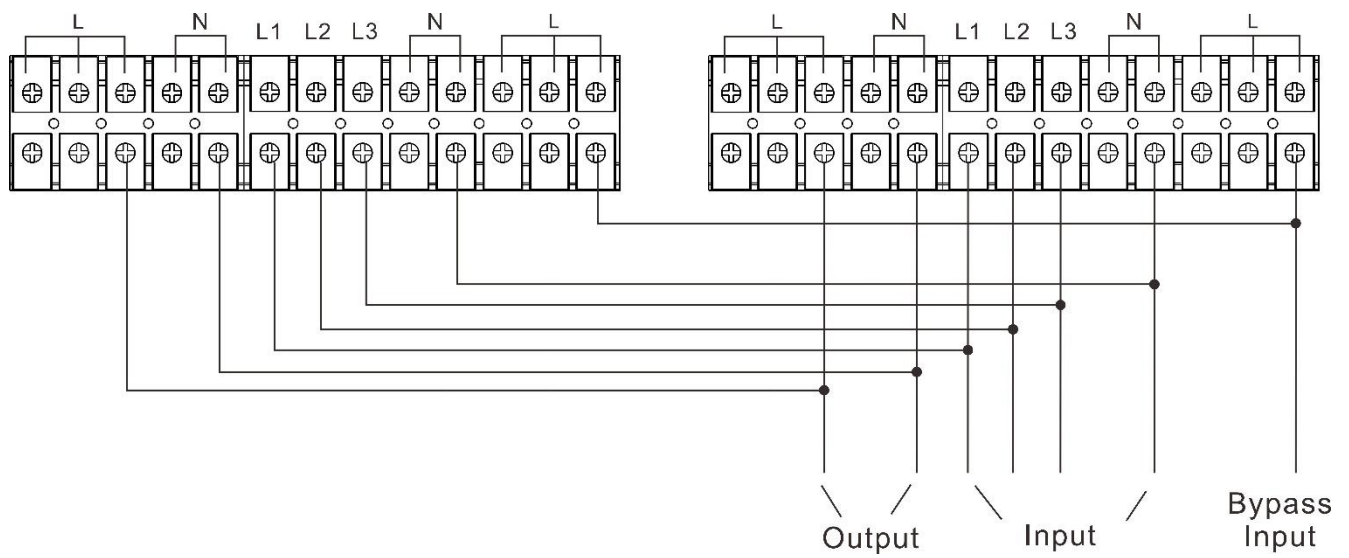 L N L1 L2 L3 N L L N L1 L2 L3 N L
Output Input Bypass
Input